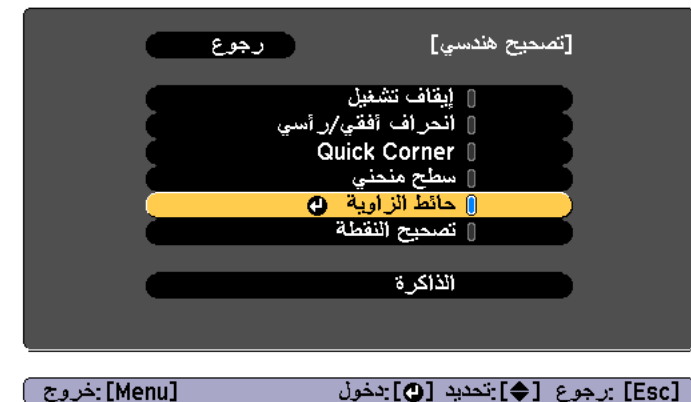 [تصحيح هندسي] رجوع
إيقاف تشغيل
انحراف أفقي/رأسي
Quick Corner
سطح منحني
حائط الزاوية
تصحيح النقطة
الذاكرة
[Esc] :رجوع [◆]:تحديد [↵]:دخول [Menu]:خروج